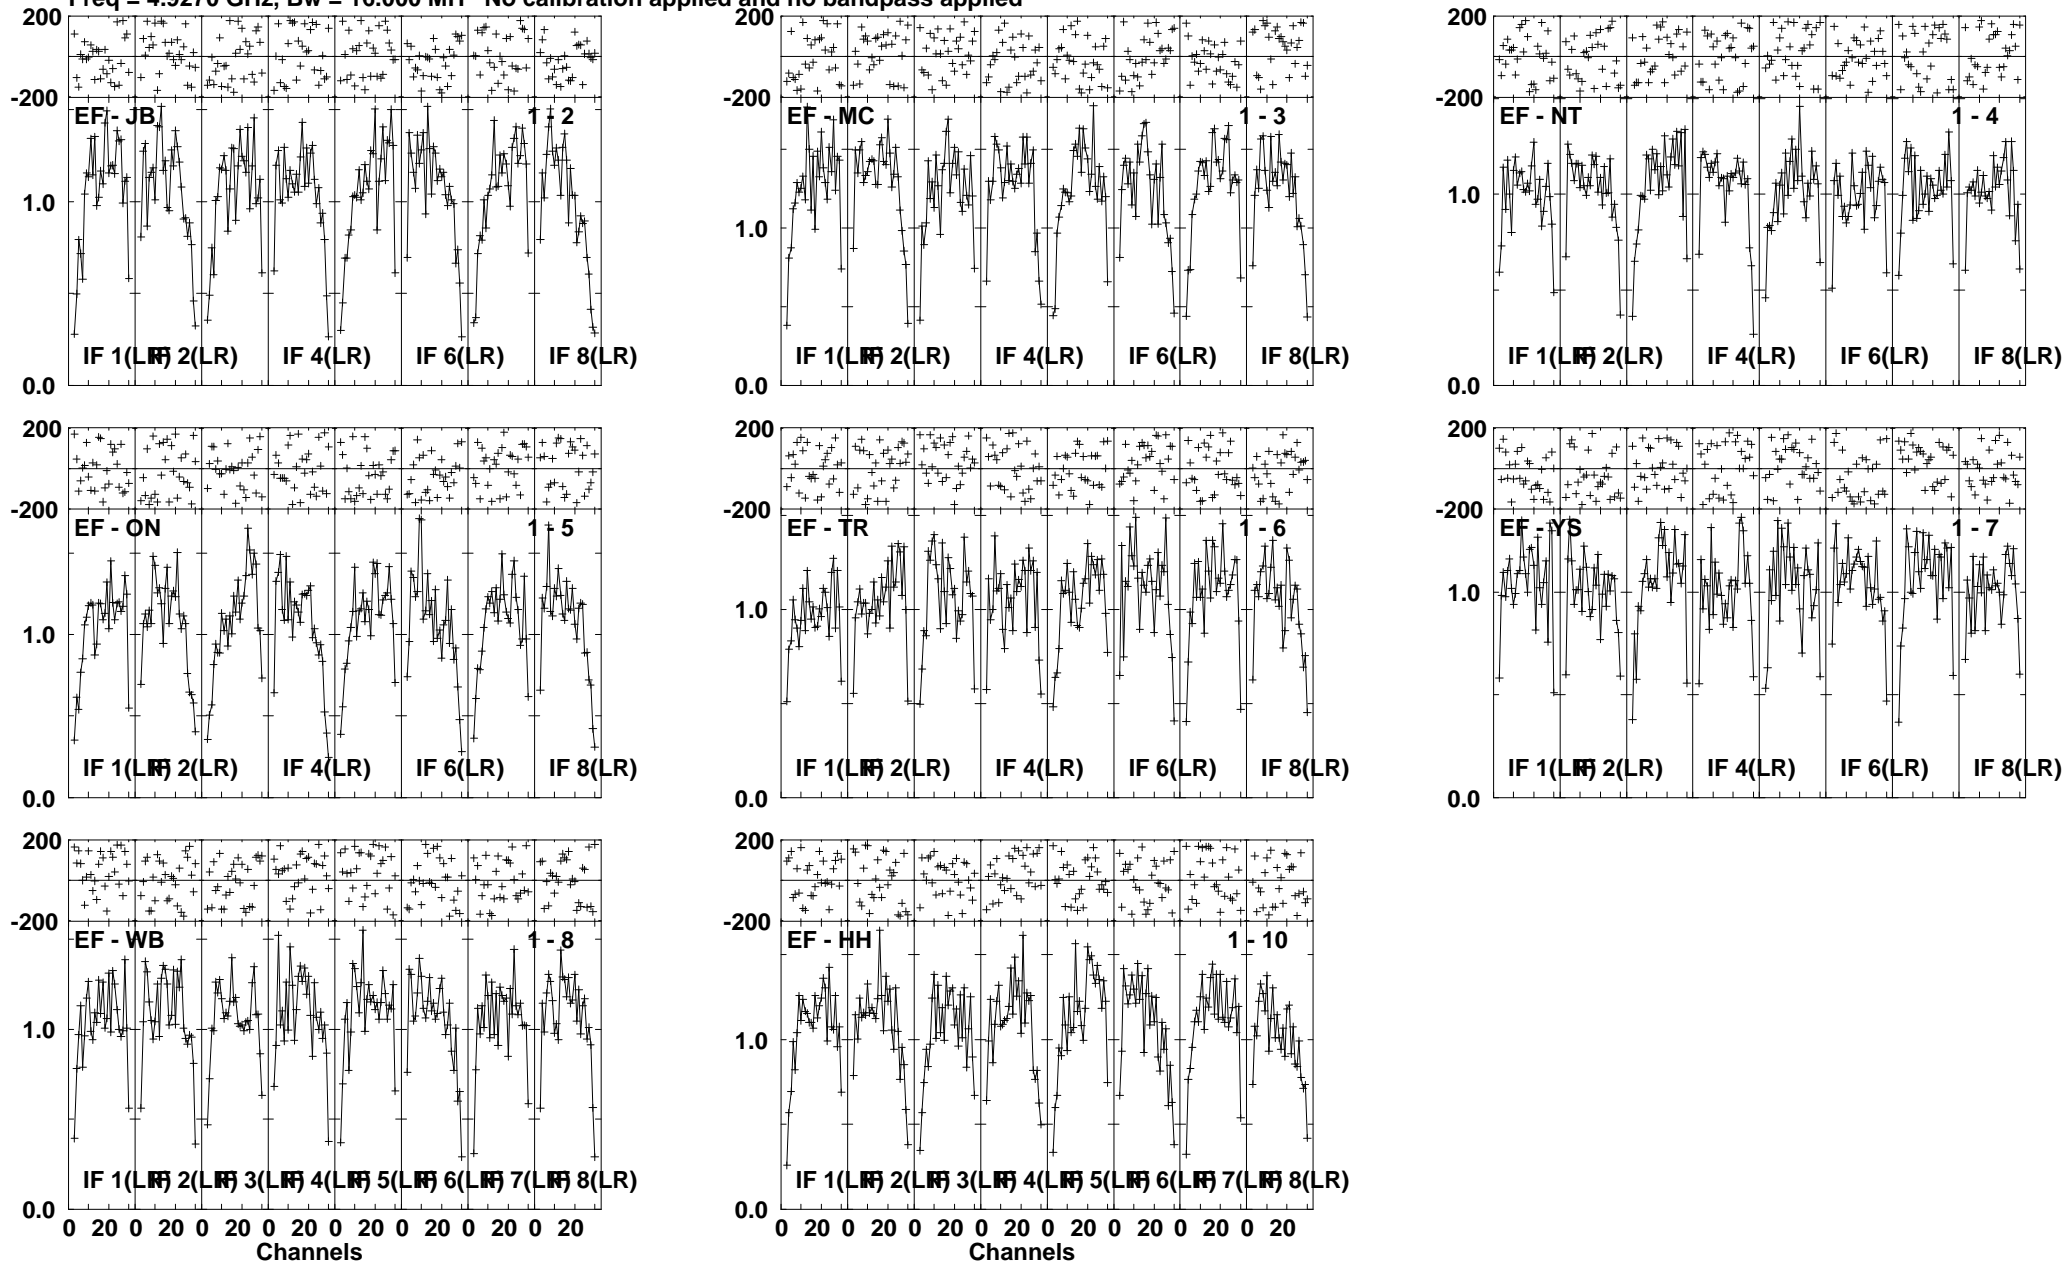 Freq = 4.9270 GHz, Bw = 16.000 MH No calibration applied and no bandpass applied
200 200 200
-200 -200 -200
EF - JB 1 - 2 EF - MC 1 - 3 EF - NT 1 - 4
1.0 1.0 1.0
IF 1(LR) IF 2(LR) IF 4(LR) IF 6(LR) IF 8(LR) IF 1(LR) IF 2(LR) IF 4(LR) IF 6(LR) IF 8(LR) IF 1(LR) IF 2(LR) IF 4(LR) IF 6(LR) IF 8(LR)
0.0 0.0 0.0
200 200 200
-200 -200 -200
EF - ON 1 - 5 EF - TR 1 - 6 EF - YS 1 - 7
1.0 1.0 1.0
IF 1(LR) IF 2(LR) IF 4(LR) IF 6(LR) IF 8(LR) IF 1(LR) IF 2(LR) IF 4(LR) IF 6(LR) IF 8(LR) IF 1(LR) IF 2(LR) IF 4(LR) IF 6(LR) IF 8(LR)
0.0 0.0 0.0
200 200
-200 -200
EF - WB 1 - 8 EF - HH 1 - 10
1.0 1.0
IF 1(LR) IF 2(LR) IF 3(LR) IF 4(LR) IF 5(LR) IF 6(LR) IF 7(LR) IF 8(LR) IF 1(LR) IF 2(LR) IF 3(LR) IF 4(LR) IF 5(LR) IF 6(LR) IF 7(LR) IF 8(LR)
0.0 0.0
0 20 0 20 0 20 0 20 0 20 0 20 0 20 0 20 0 20 0 20 0 20 0 20 0 20 0 20 0 20 0 20
Channels Channels